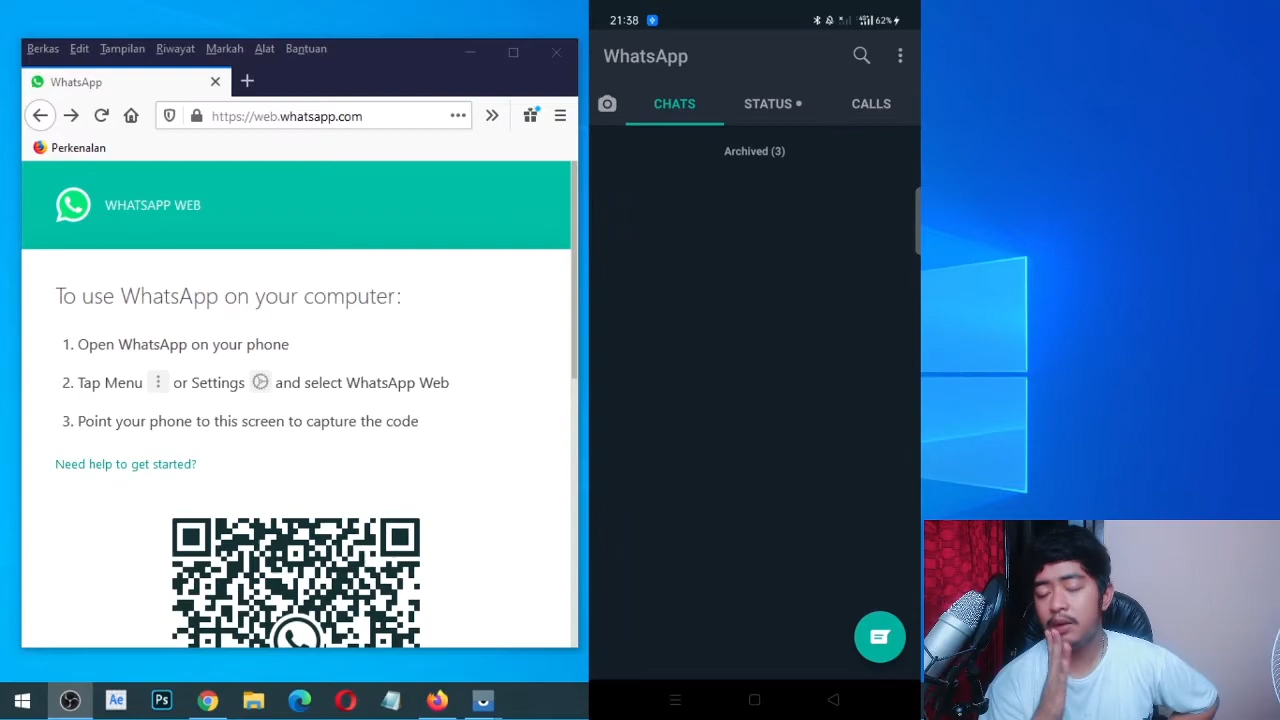 Berkas Edit Tampilan Riwayat Markah Alat Bantuan
WhatsApp
https://web.whatsapp.com
Perkenalan
WHATSAPP WEB
To use WhatsApp on your computer:
1. Open WhatsApp on your phone
2. Tap Menu or Settings and select WhatsApp Web
3. Point your phone to this screen to capture the code
Need help to get started?
21:38
62%
WhatsApp
CHATS STATUS CALLS
Archived (3)
Ae Ps